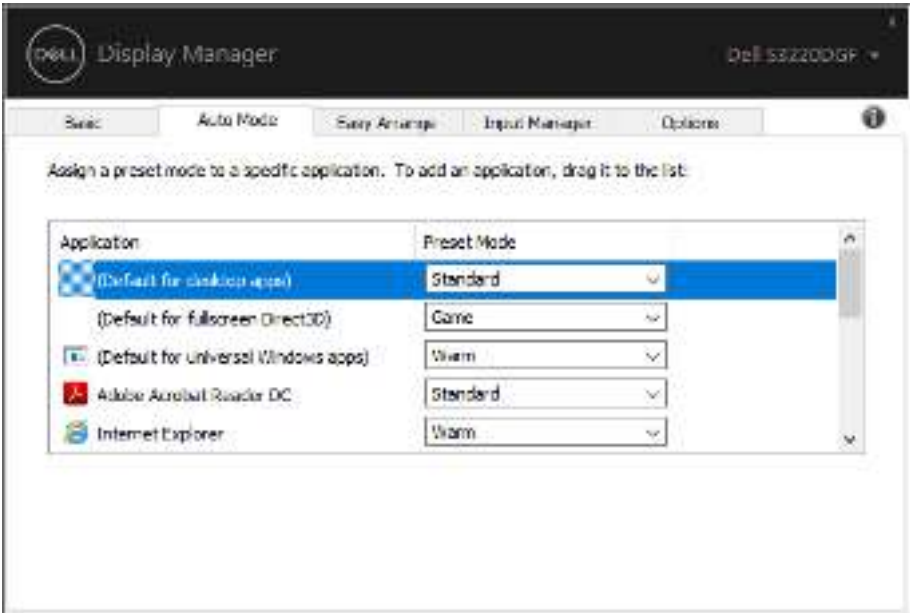 DELL Display Manager
Dell S3220DGF
Basic Auto Mode Easy Arrange Input Manager Options
Assign a preset mode to a specific application. To add an application, drag it to the list:
Application Preset Mode
(Default for desktop apps) Standard
(Default for fullscreen Direct3D) Game
(Default for universal Windows apps) Warm
Adobe Acrobat Reader DC Standard
Internet Explorer Warm